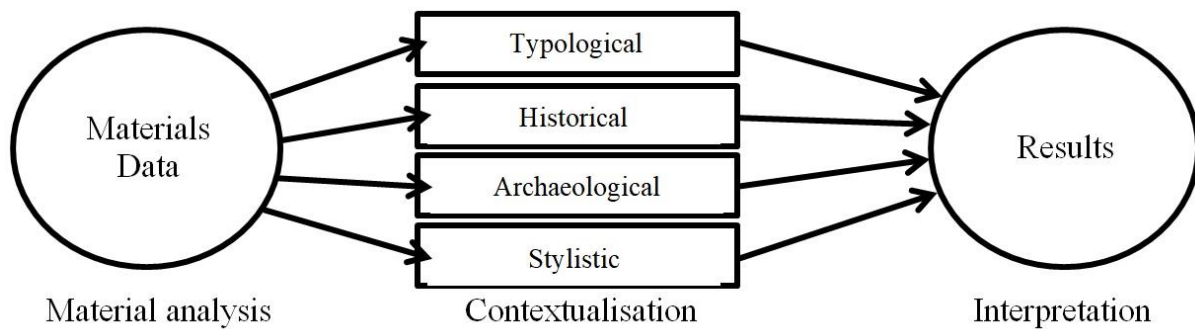 Materials
Data
Typological
Historical
Archaeological
Stylistic
Results
Material analysis
Contextualisation
Interpretation